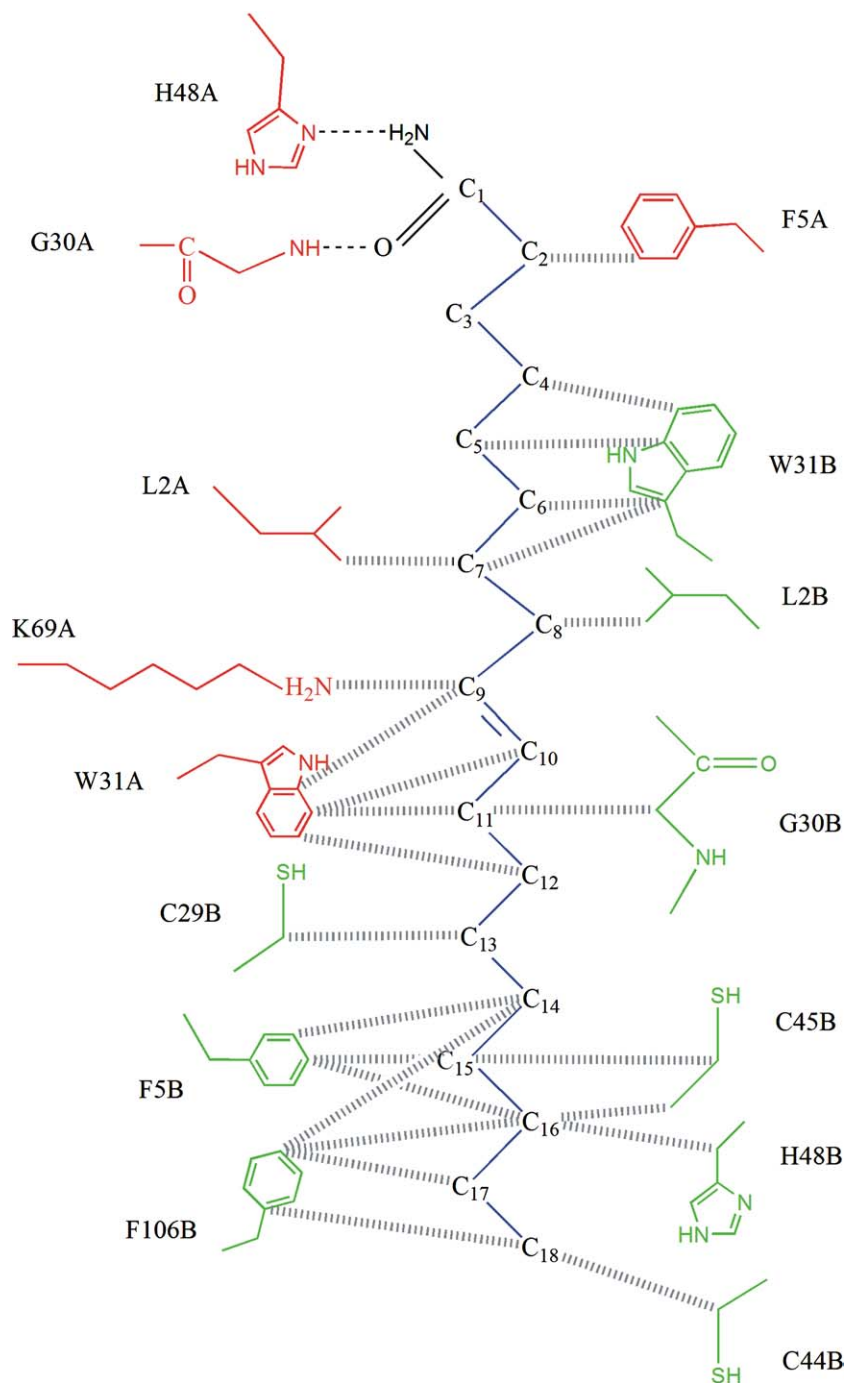 H48A
N
H₂N
HN
C₁
F5A
G30A
C
NH
O
C₂
O
C₃
C₄
C₅
HN
W31B
L2A
C₆
C₇
L2B
C₈
K69A
H₂N
C₉
NH
C₁₀
C
O
W31A
C₁₁
G30B
NH
SH
C₁₂
C29B
C₁₃
C₁₄
SH
C45B
C₁₅
F5B
C₁₆
H48B
C₁₇
N
HN
F106B
C₁₈
C44B
SH